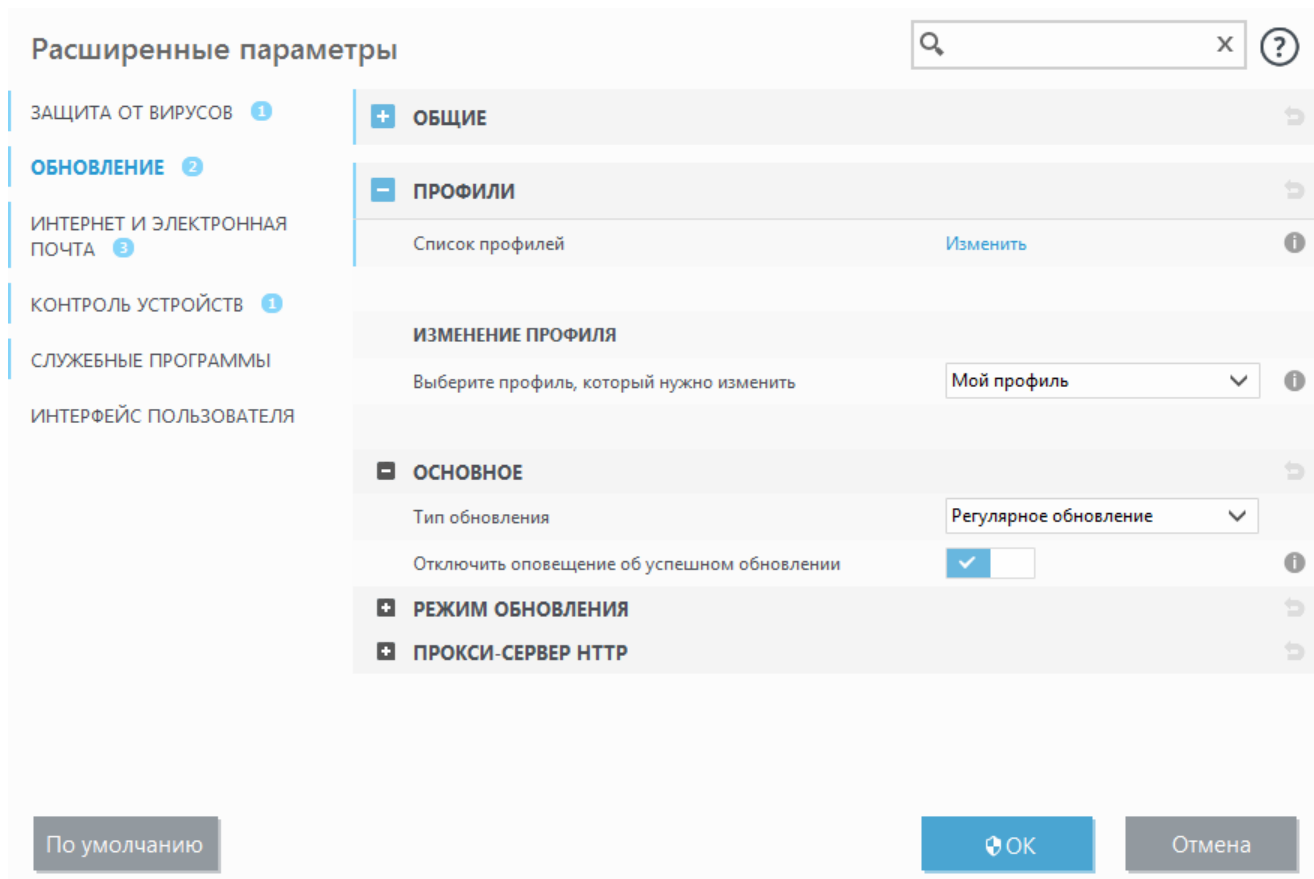 Расширенные параметры
x
?
ЗАЩИТА ОТ ВИРУСОВ 1
ОБНОВЛЕНИЕ 2
ИНТЕРНЕТ И ЭЛЕКТРОННАЯ
ПОЧТА 3
КОНТРОЛЬ УСТРОЙСТВ 1
СЛУЖЕБНЫЕ ПРОГРАММЫ
ИНТЕРФЕЙС ПОЛЬЗОВАТЕЛЯ
ОБЩИЕ
ПРОФИЛИ
Список профилей Изменить
ИЗМЕНЕНИЕ ПРОФИЛЯ
Выберите профиль, который нужно изменить Мой профиль
ОСНОВНОЕ
Тип обновления Регулярное обновление
Отключить оповещение об успешном обновлении
РЕЖИМ ОБНОВЛЕНИЯ
ПРОКСИ-СЕРВЕР HTTP
По умолчанию
ОК
Отмена